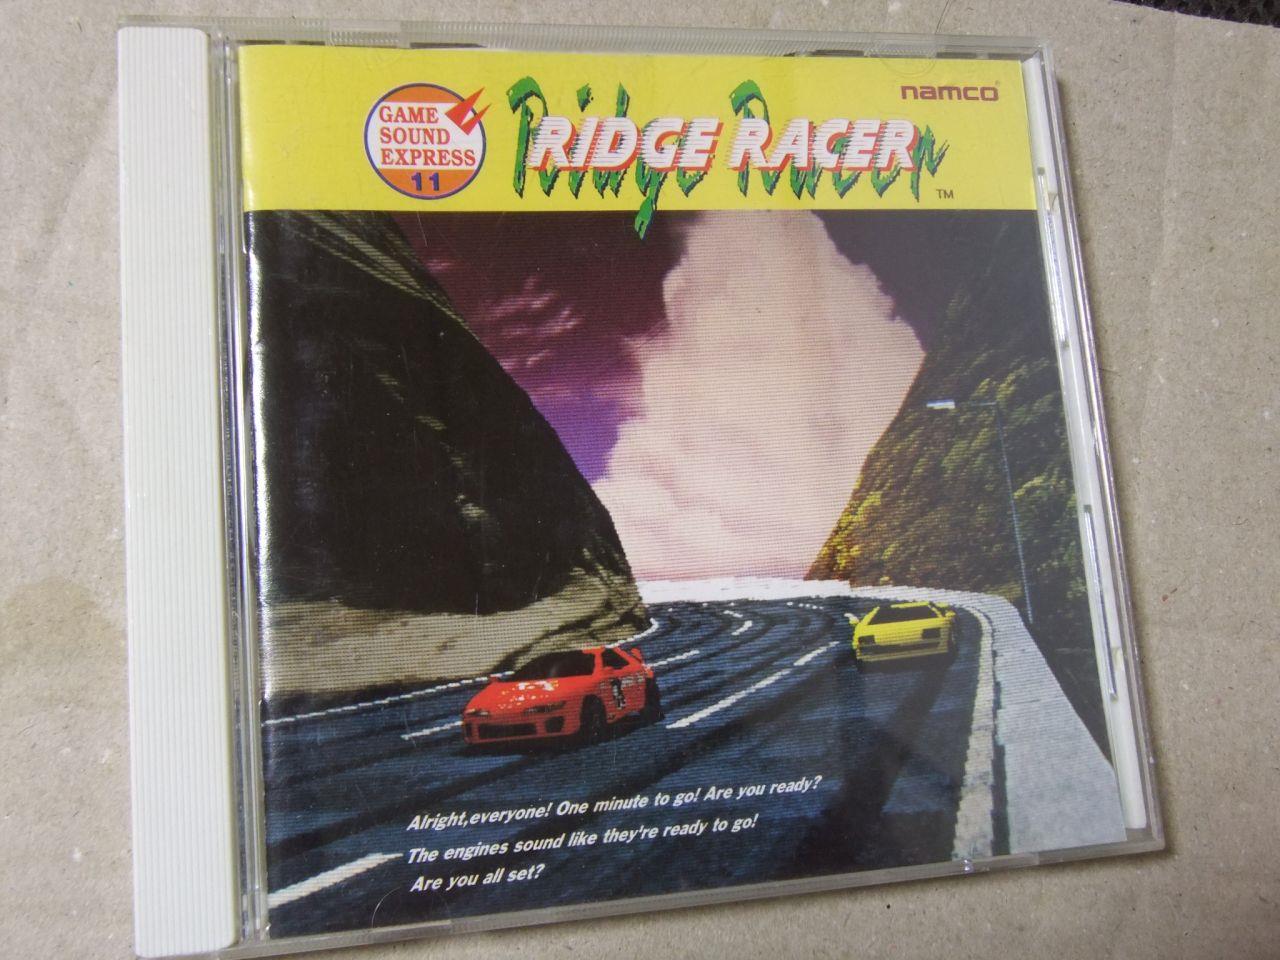 GAME
SOUND
EXPRESS
11
Ridge Racer
RIDGE RACER
TM
namco
Alright,everyone! One minute to go! Are you ready?
The engines sound like they're ready to go!
Are you all set?